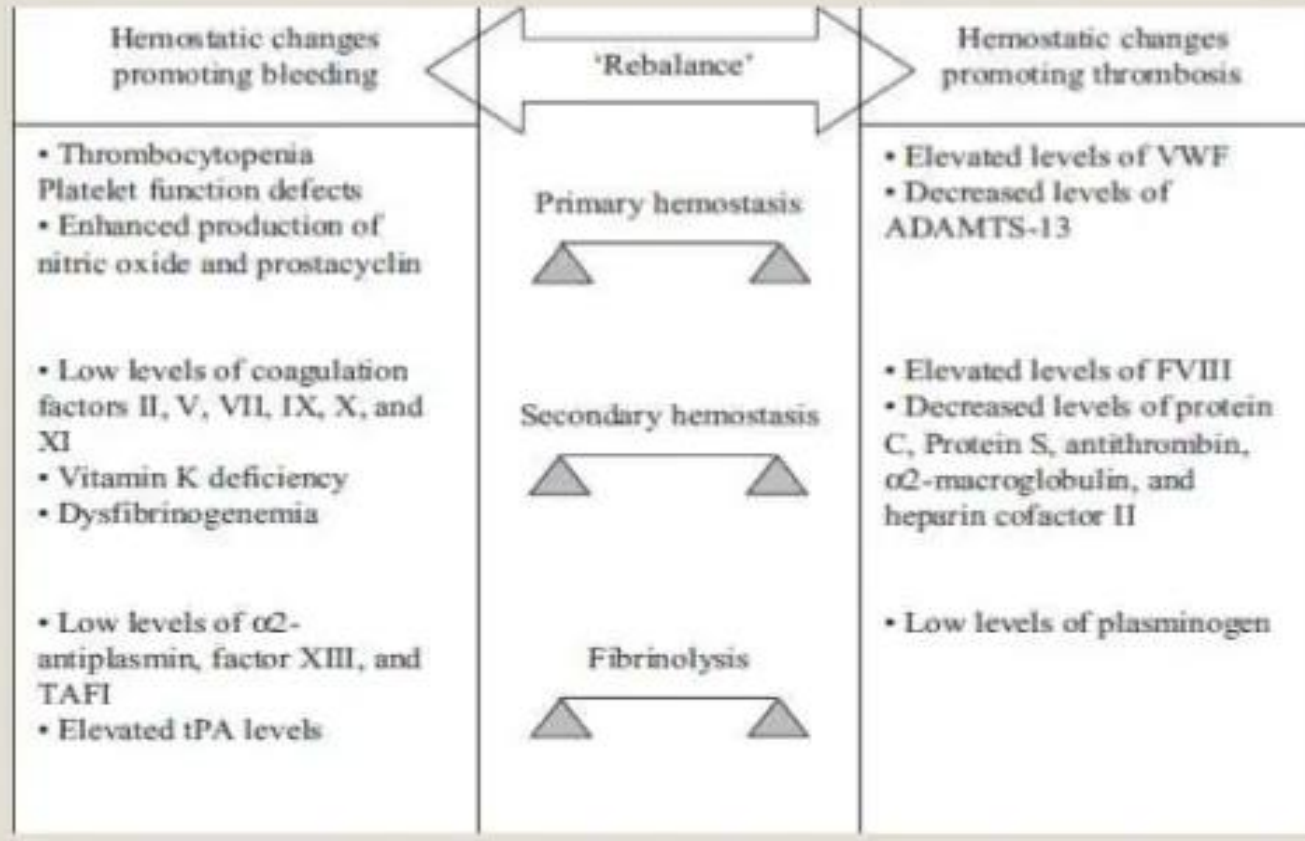 Hemostatic changes
promoting bleeding
'Rebalance'
Hemostatic changes
promoting thrombosis
• Thrombocytopenia
Platelet function defects
• Enhanced production of
nitric oxide and prostacyclin
Primary hemostasis
• Elevated levels of VWF
• Decreased levels of
ADAMTS-13
• Low levels of coagulation
factors II, V, VII, IX, X, and
XI
• Vitamin K deficiency
• Dysfibrinogenemia
Secondary hemostasis
• Elevated levels of FVIII
• Decreased levels of protein
C, Protein S, antithrombin,
α2-macroglobulin, and
heparin cofactor II
• Low levels of α2-
antiplasmin, factor XIII, and
TAFI
• Elevated tPA levels
Fibrinolysis
• Low levels of plasminogen